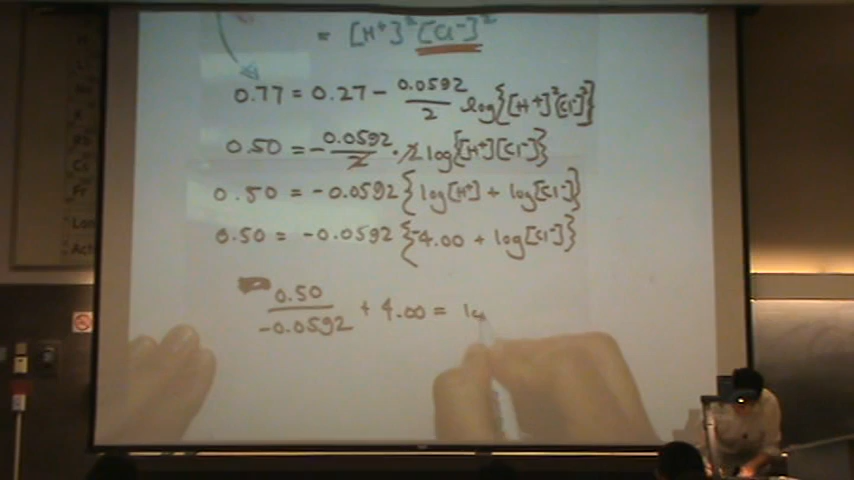 = [H⁺]² [Cl⁻]²
0.77 = 0.27 - 0.0592/2 log{[H⁺]²[Cl⁻]²}
0.50 = - 0.0592/2 · 2 log{[H⁺][Cl⁻]}
0.50 = -0.0592 {log[H⁺] + log[Cl⁻]}
0.50 = -0.0592 {-4.00 + log[Cl⁻]}
0.50/-0.0592 + 4.00 = lo